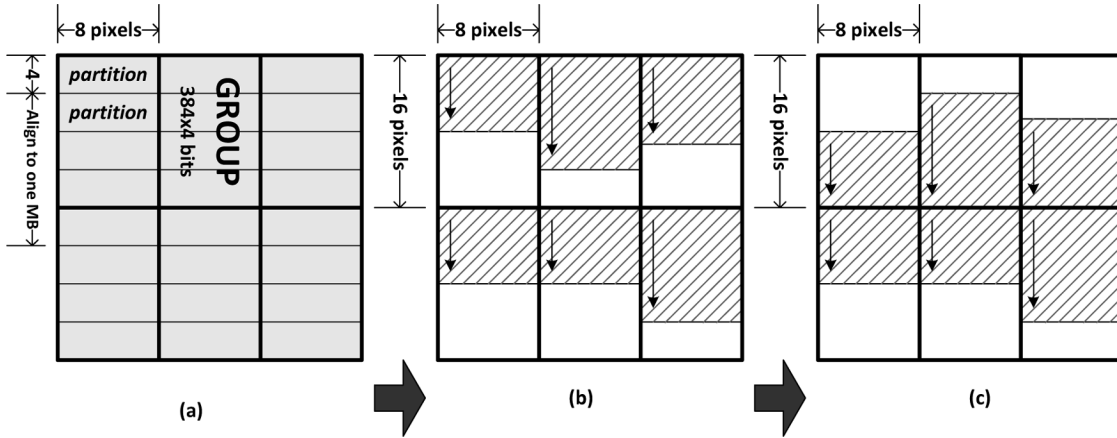 8 pixels
4
Align to one MB
partition
partition
GROUP
384x4 bits
(a)
8 pixels
16 pixels
(b)
8 pixels
16 pixels
(c)